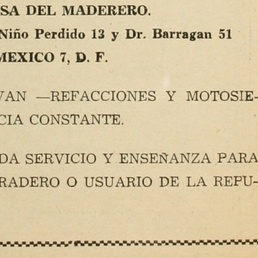 SA DEL MADERERO.
Niño Perdido 13 y Dr. Barragan 51
MEXICO 7, D. F.
VAN —REFACCIONES Y MOTOSIE-
CIA CONSTANTE.
DA SERVICIO Y ENSEÑANZA PARA
RADERO O USUARIO DE LA REPU-